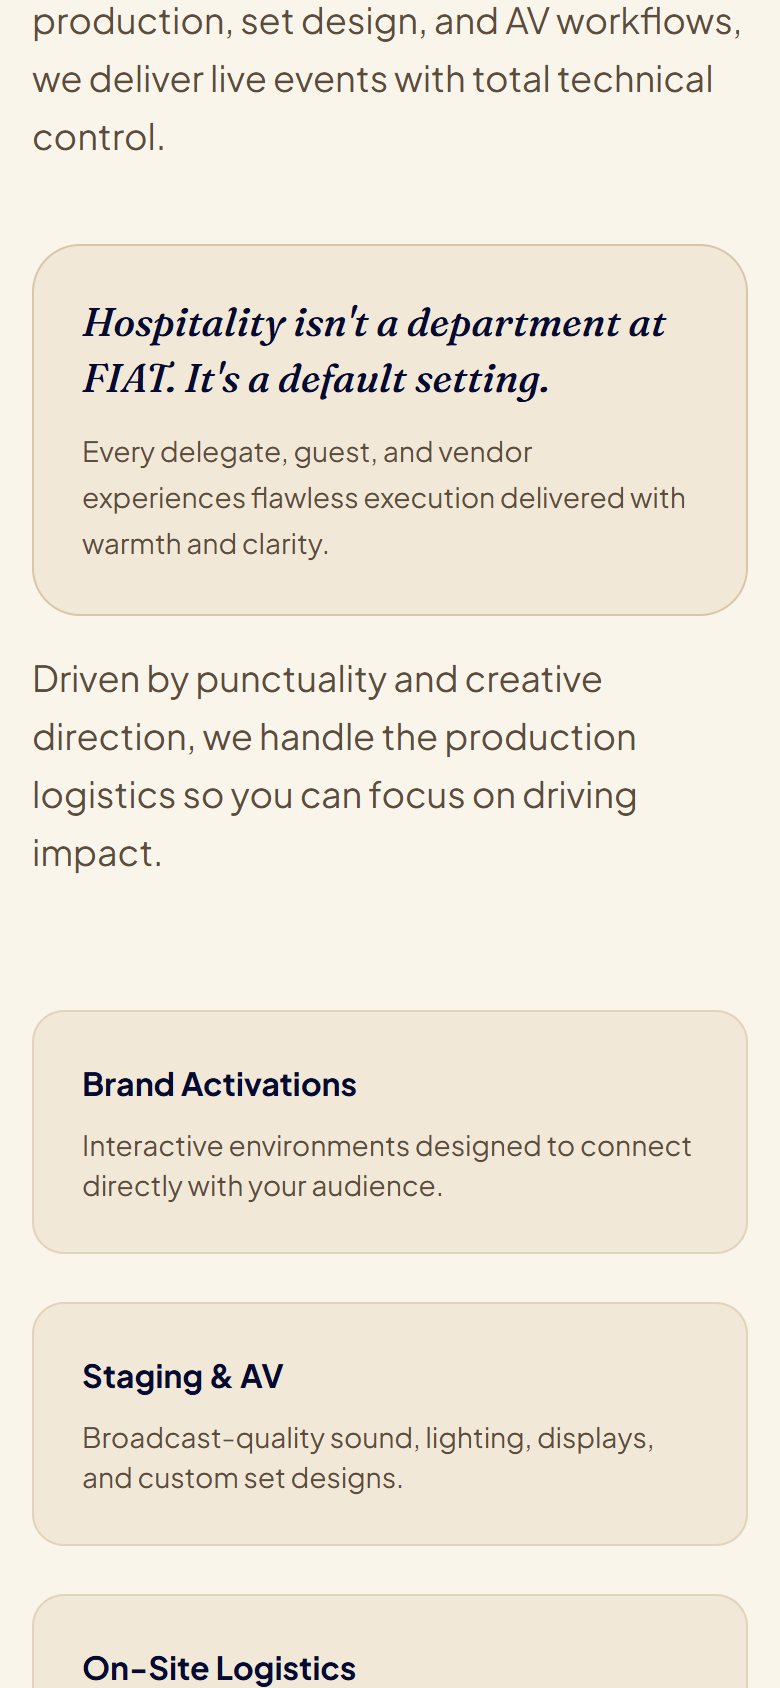 production, set design, and AV workflows,
we deliver live events with total technical
control.
Hospitality isn't a department at
FIAT. It's a default setting.
Every delegate, guest, and vendor
experiences flawless execution delivered with
warmth and clarity.
Driven by punctuality and creative
direction, we handle the production
logistics so you can focus on driving
impact.
Brand Activations
Interactive environments designed to connect
directly with your audience.
Staging & AV
Broadcast-quality sound, lighting, displays,
and custom set designs.
On-Site Logistics